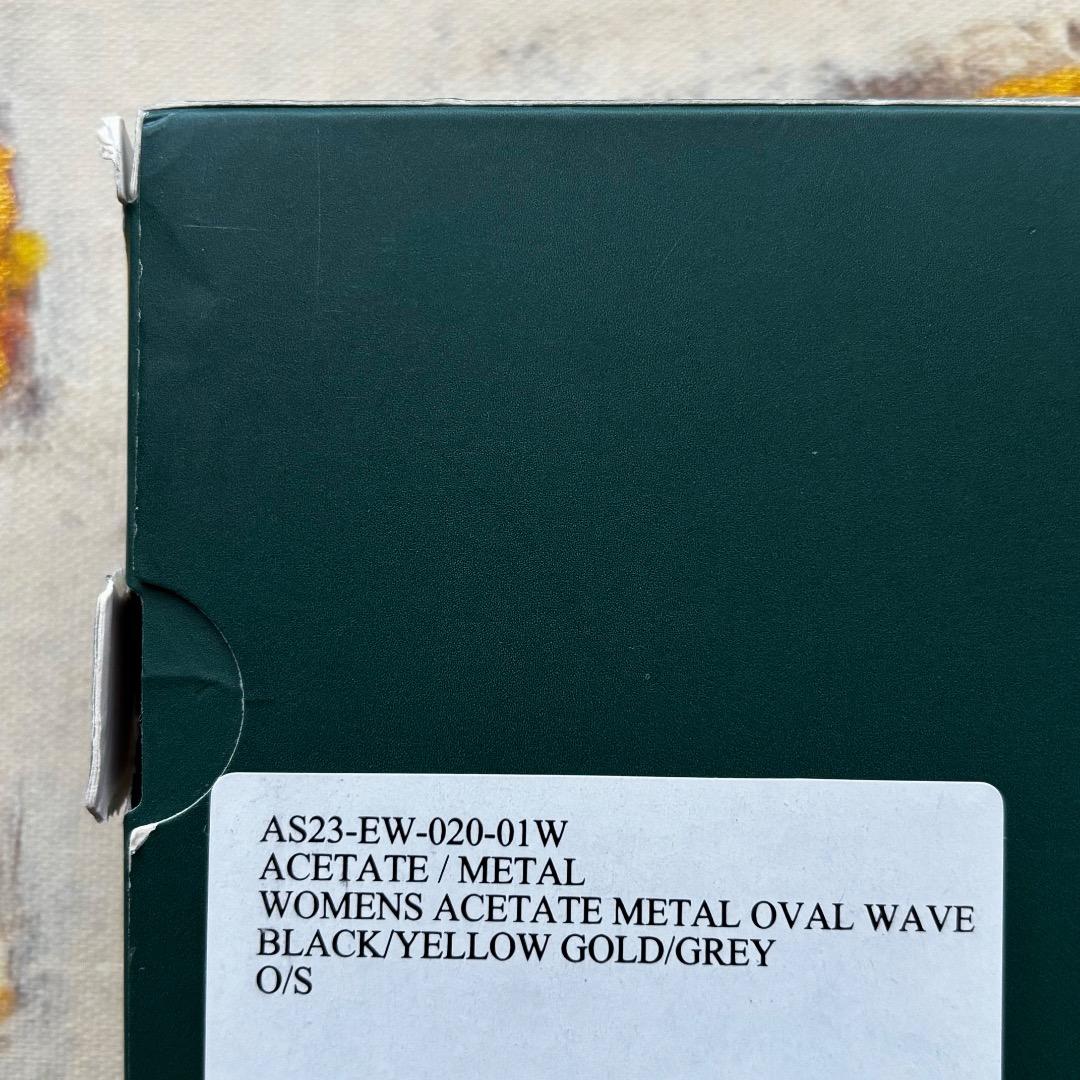 AS23-EW-020-01W
ACETATE / METAL
WOMENS ACETATE METAL OVAL WAVE
BLACK/YELLOW GOLD/GREY
O/S